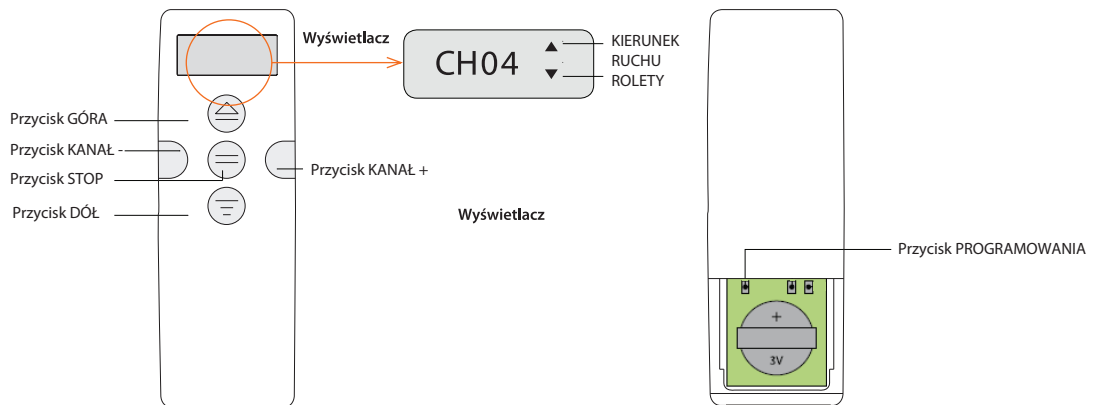 Wyświetlacz
CH04
KIERUNEK
RUCHU
ROLETY
Przycisk GÓRA
Przycisk KANAŁ -
Przycisk STOP
Przycisk DÓŁ
Przycisk KANAŁ +
Wyświetlacz
Przycisk PROGRAMOWANIA
+
3V